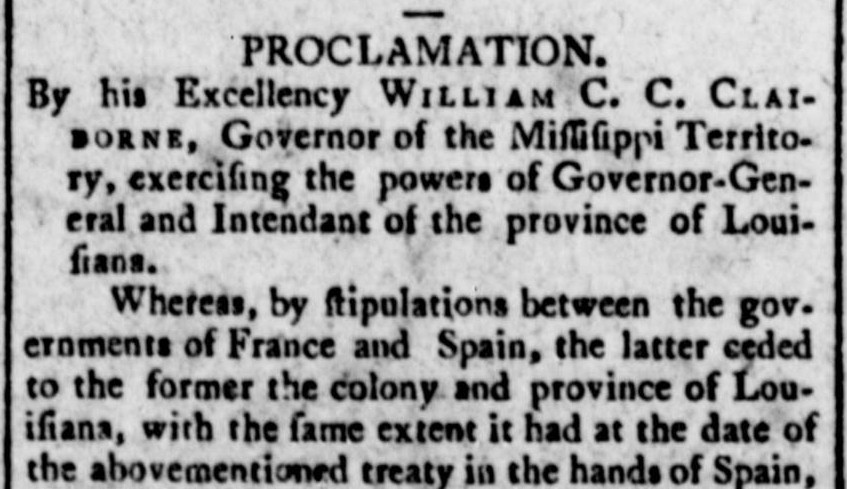 PROCLAMATION.
By his Excellency WILLIAM C. C. CLAI-
BORNE, Governor of the Miſſiſippi Territo-
ry, exerciſing the powers of Governor-Gen-
eral and Intendant of the province of Loui-
ſiana.
Whereas, by ſtipulations between the gov-
ernments of France and Spain, the latter ceded
to the former the colony and province of Lou-
iſiana, with the ſame extent it had at the date of
the abovementioned treaty in the hands of Spain,